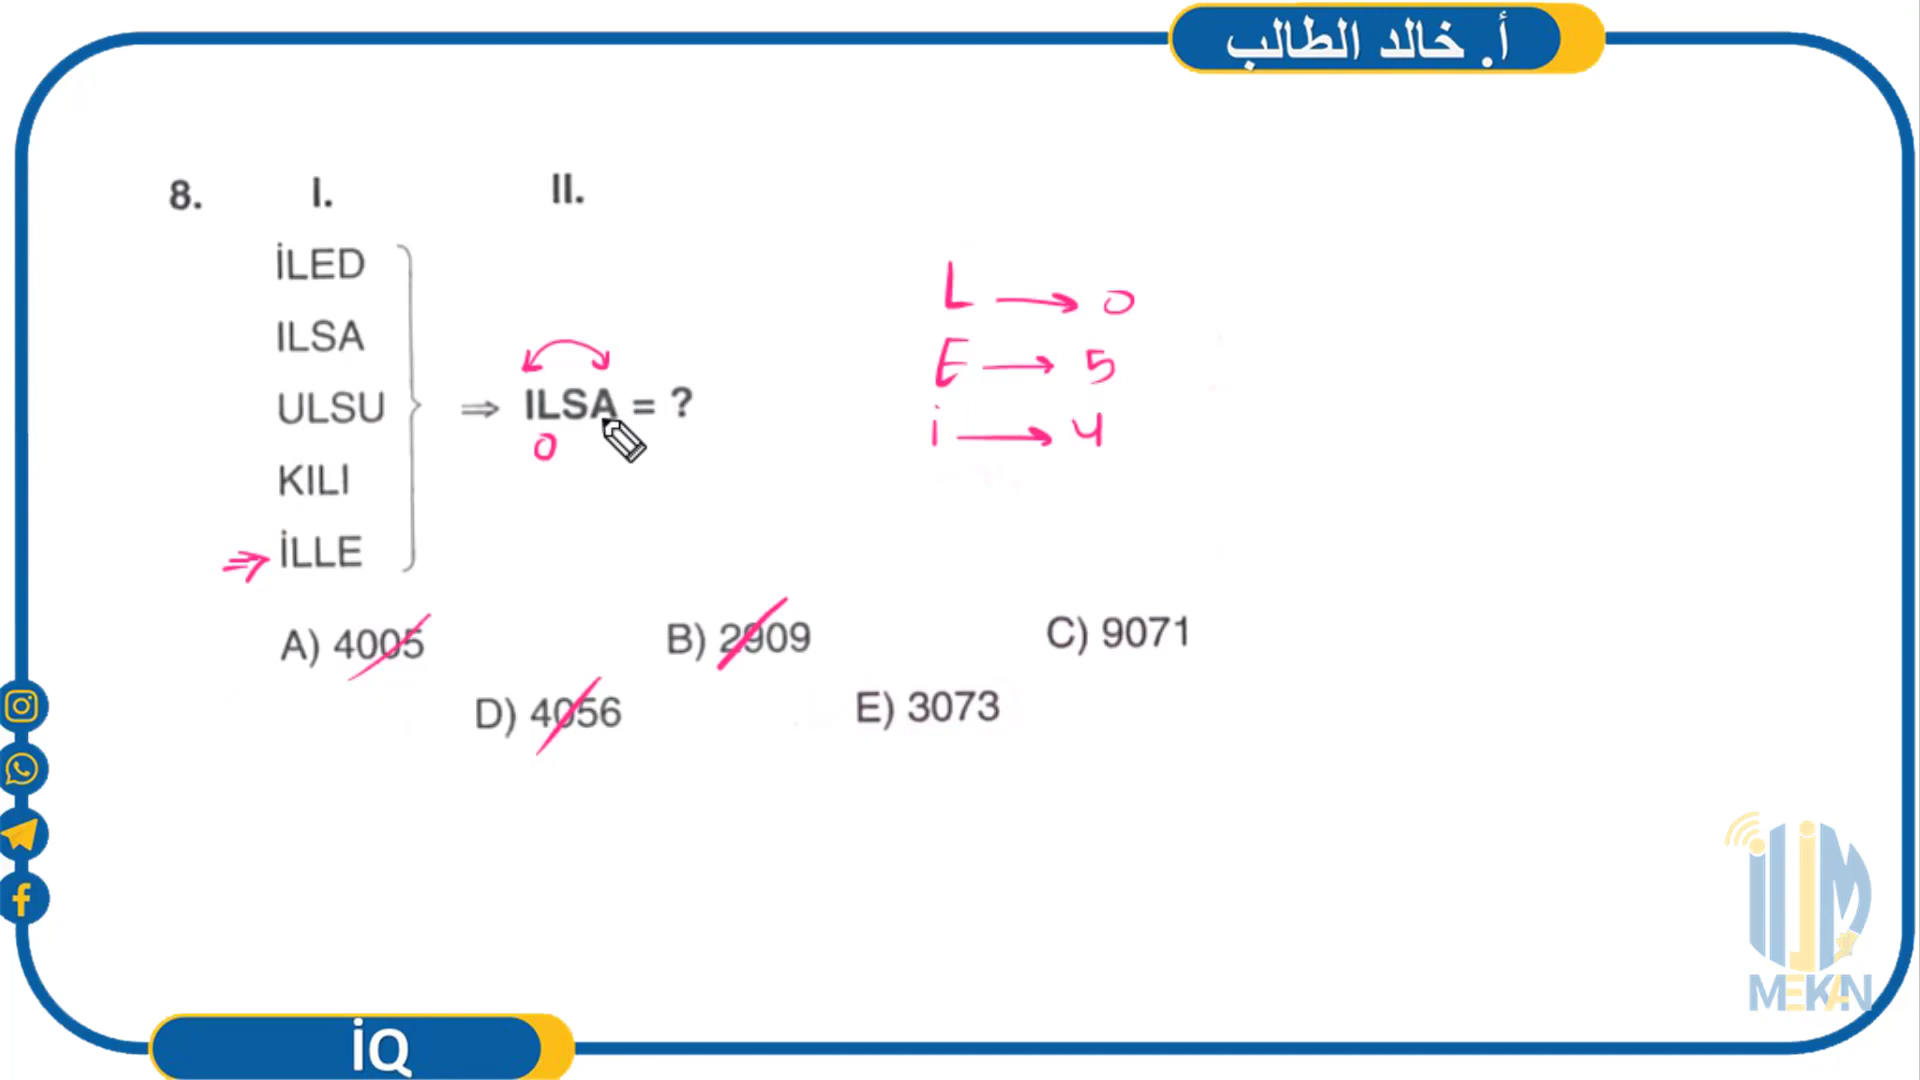 أ. خالد الطالب
8. I. II.
İLED
ILSA
ULSU
KILI
İLLE
⇒ ILSA = ?
0
L → 0
E → 5
i → 4
A) 4005 B) 2909 C) 9071
D) 4056 E) 3073
MEKAN
İQ